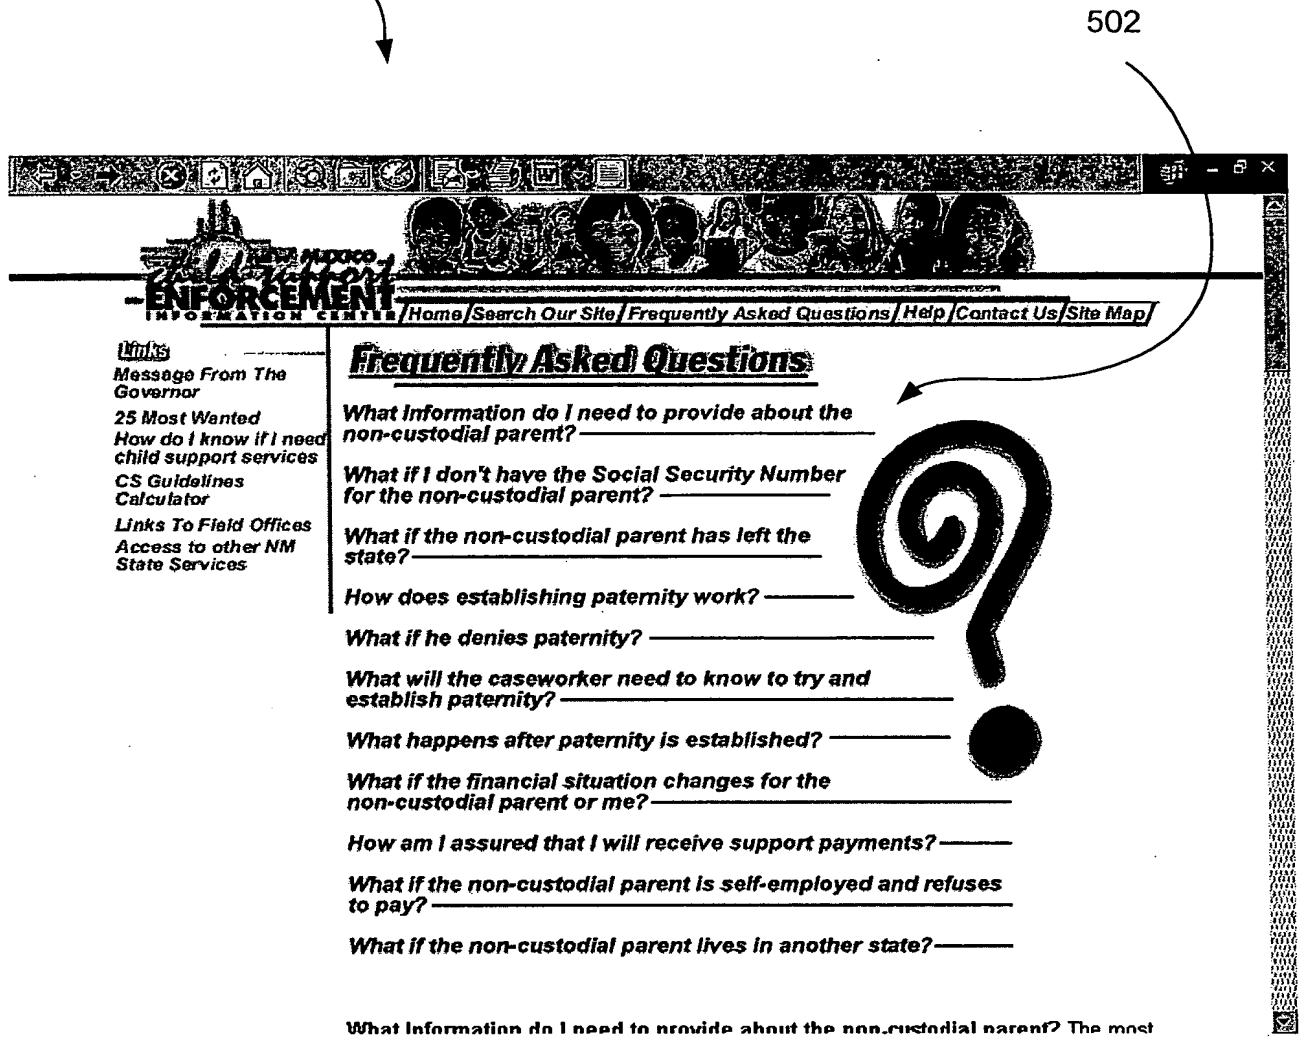 502
NEW MEXICO
child support
ENFORCEMENT
INFORMATION CENTER
Home/Search Our Site/Frequently Asked Questions/Help/Contact Us/Site Map/
Links
Message From The
Governor
25 Most Wanted
How do I know if I need
child support services
CS Guidelines
Calculator
Links To Field Offices
Access to other NM
State Services
Frequently Asked Questions
What Information do I need to provide about the
non-custodial parent?
What if I don't have the Social Security Number
for the non-custodial parent?
What if the non-custodial parent has left the
state?
How does establishing paternity work?
What if he denies paternity?
What will the caseworker need to know to try and
establish paternity?
What happens after paternity is established?
What if the financial situation changes for the
non-custodial parent or me?
How am I assured that I will receive support payments?
What if the non-custodial parent is self-employed and refuses
to pay?
What if the non-custodial parent lives in another state?
What Information do I need to provide about the non-custodial parent? The most